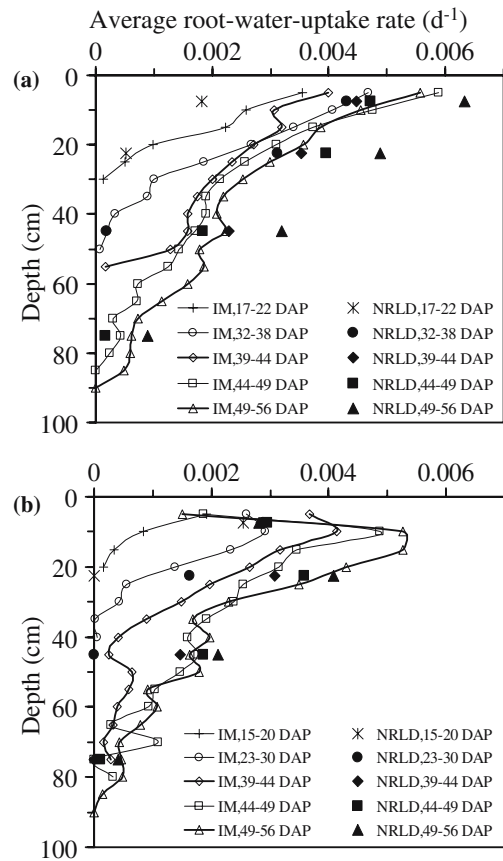 Average root-water-uptake rate (d⁻¹)
(a)
0 0.002 0.004 0.006
0
20
40
60
80
100
Depth (cm)
IM,17-22 DAP NRLD,17-22 DAP
IM,32-38 DAP NRLD,32-38 DAP
IM,39-44 DAP NRLD,39-44 DAP
IM,44-49 DAP NRLD,44-49 DAP
IM,49-56 DAP NRLD,49-56 DAP
(b)
0 0.002 0.004 0.006
0
20
40
60
80
100
Depth (cm)
IM,15-20 DAP NRLD,15-20 DAP
IM,23-30 DAP NRLD,23-30 DAP
IM,39-44 DAP NRLD,39-44 DAP
IM,44-49 DAP NRLD,44-49 DAP
IM,49-56 DAP NRLD,49-56 DAP